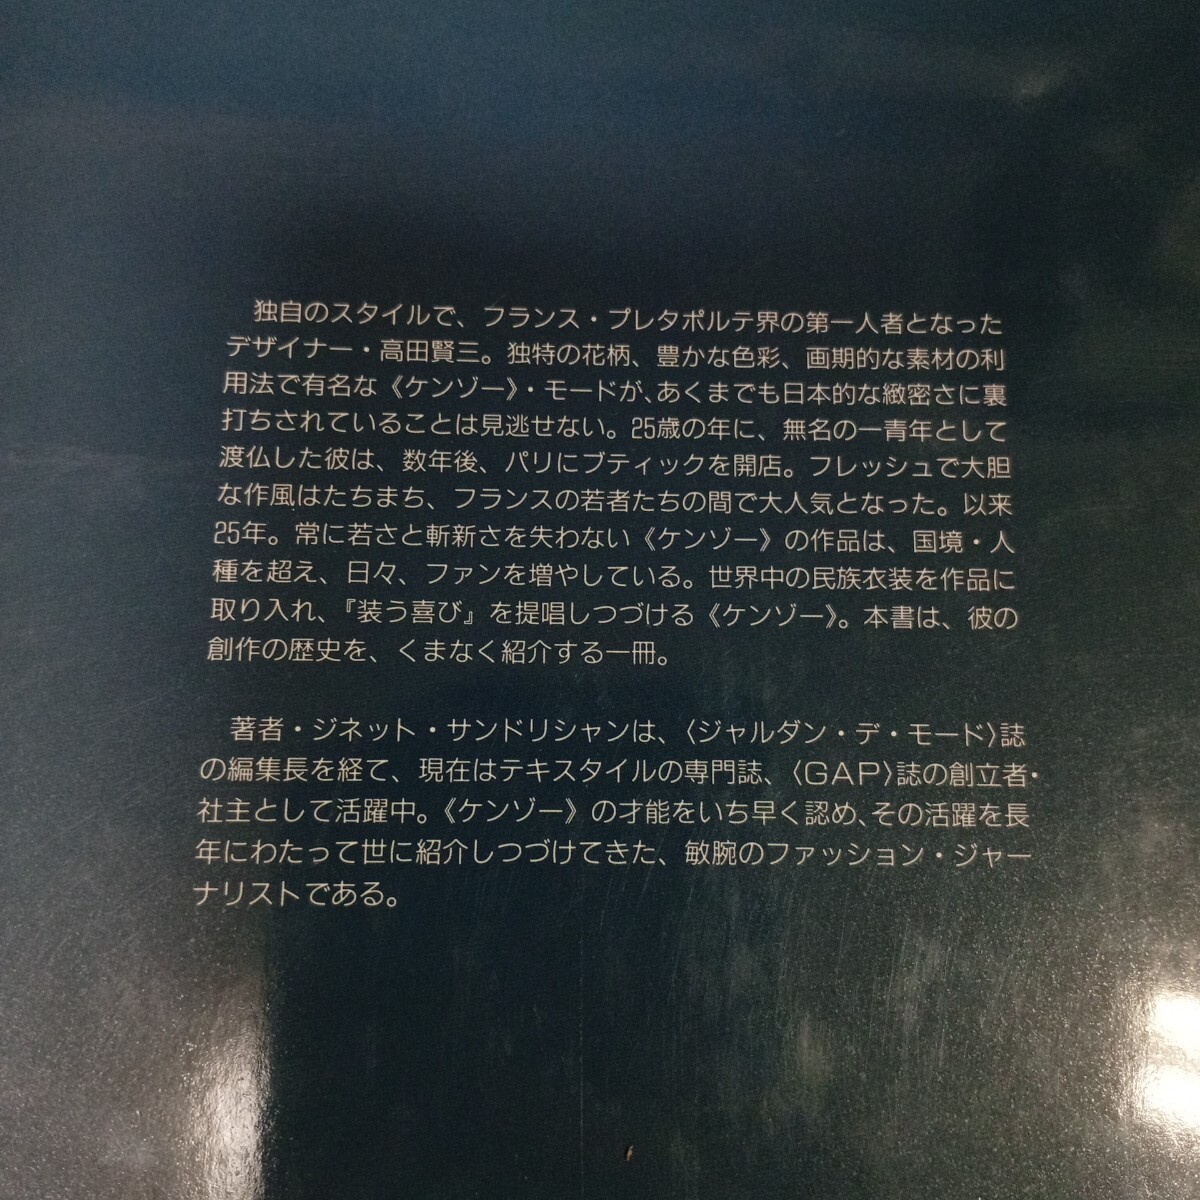 独自のスタイルで、フランス・プレタポルテ界の第一人者となった
デザイナー・高田賢三。独特の花柄、豊かな色彩、画期的な素材の利
用法で有名な《ケンゾー》・モードが、あくまでも日本的な緻密さに裏
打ちされていることは見逃せない。25歳の年に、無名の一青年として
渡仏した彼は、数年後、パリにブティックを開店。フレッシュで大胆
な作風はたちまち、フランスの若者たちの間で大人気となった。以来
25年。常に若さと斬新さを失わない《ケンゾー》の作品は、国境・人
種を超え、日々、ファンを増やしている。世界中の民族衣装を作品に
取り入れ、『装う喜び』を提唱しつづける《ケンゾー》。本書は、彼の
創作の歴史を、くまなく紹介する一冊。
著者・ジネット・サンドリシャンは、〈ジャルダン・デ・モード〉誌
の編集長を経て、現在はテキスタイルの専門誌、〈GAP〉誌の創立者・
社主として活躍中。《ケンゾー》の才能をいち早く認め、その活躍を長
年にわたって世に紹介しつづけてきた、敏腕のファッション・ジャー
ナリストである。